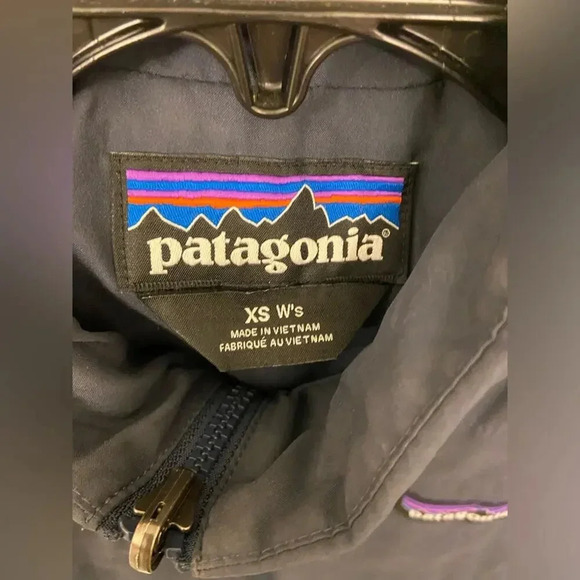 patagonia®
XS W's
MADE IN VIETNAM
FABRIQUÉ AU VIETNAM